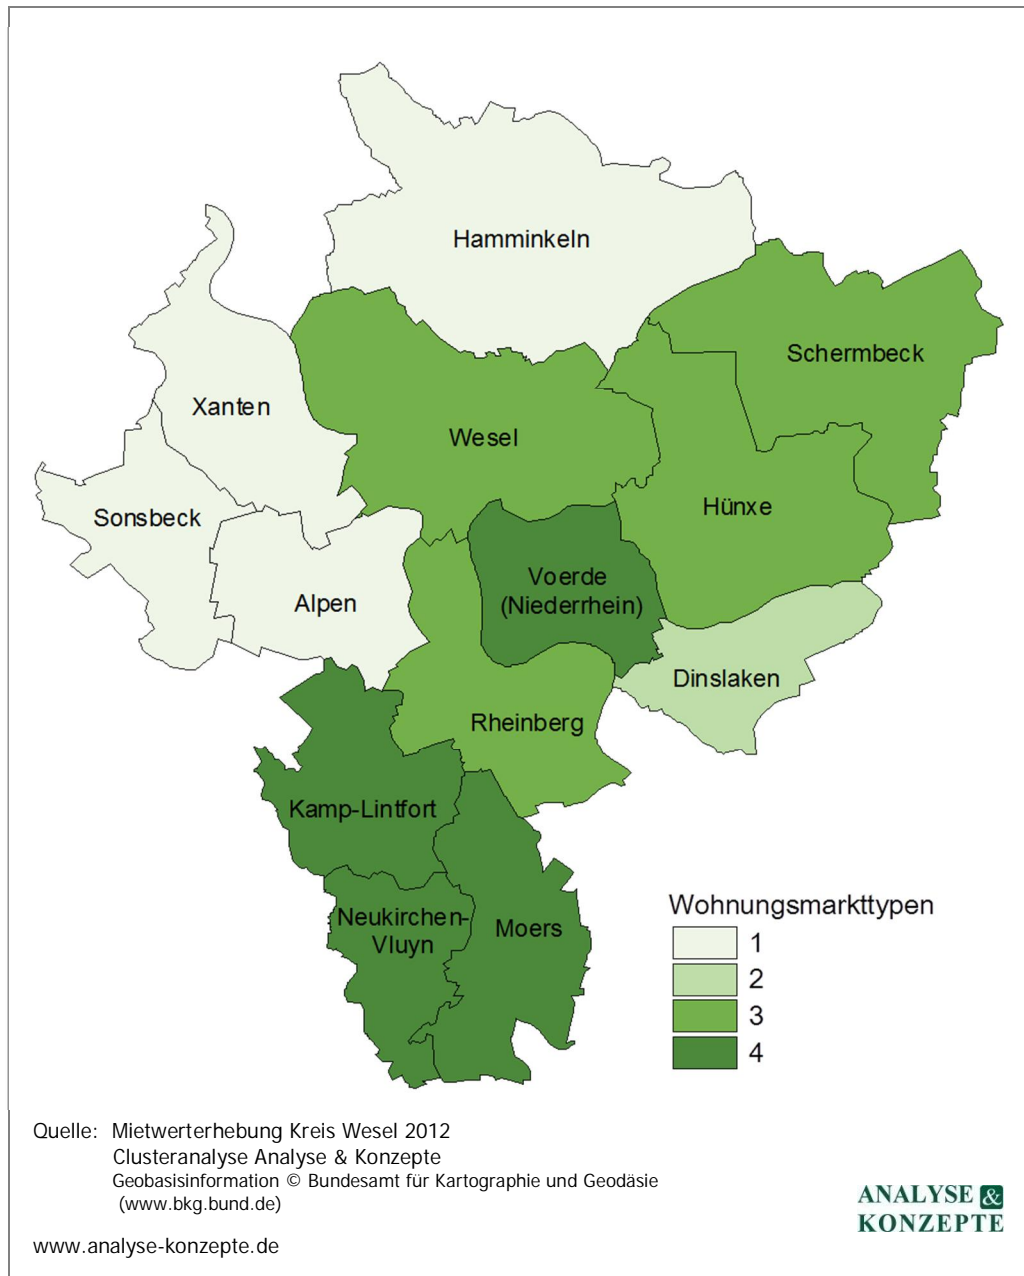 Hamminkeln
Schermbeck
Xanten
Wesel
Hünxe
Sonsbeck
Voerde
(Niederrhein)
Alpen
Dinslaken
Rheinberg
Kamp-Lintfort
Neukirchen-
Vluyn
Moers
Wohnungsmarkttypen
1
2
3
4
Quelle: Mietwerterhebung Kreis Wesel 2012
Clusteranalyse Analyse & Konzepte
Geobasisinformation © Bundesamt für Kartographie und Geodäsie
(www.bkg.bund.de)
www.analyse-konzepte.de
ANALYSE &
KONZEPTE